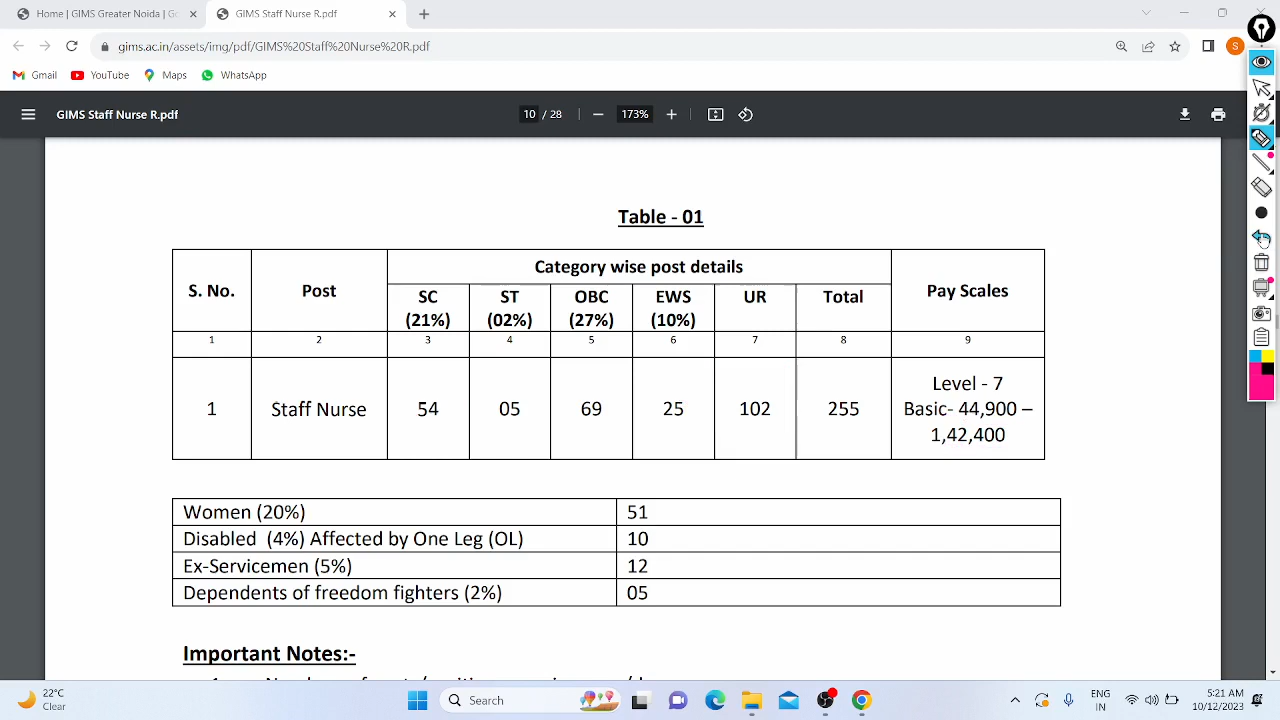 Home | GIMS Greater Noida | Go
GIMS Staff Nurse R.pdf
gims.ac.in/assets/img/pdf/GIMS%20Staff%20Nurse%20R.pdf
S
Gmail YouTube Maps WhatsApp
GIMS Staff Nurse R.pdf 10 / 28 173%
Table - 01
S. No. Post Category wise post details Pay Scales
SC (21%) ST (02%) OBC (27%) EWS (10%) UR Total
1 2 3 4 5 6 7 8 9
1 Staff Nurse 54 05 69 25 102 255 Level - 7
Basic- 44,900 –
1,42,400
Women (20%) 51
Disabled (4%) Affected by One Leg (OL) 10
Ex-Servicemen (5%) 12
Dependents of freedom fighters (2%) 05
Important Notes:-
22°C
Clear
Search
ENG
IN
5:21 AM
10/12/2023